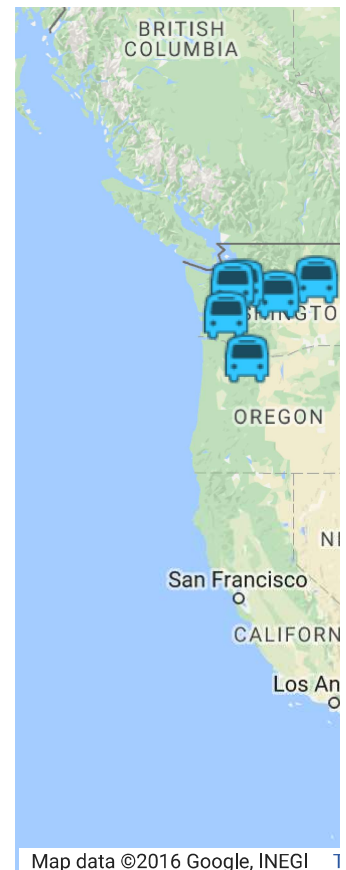 BRITISH
COLUMBIA
OREGON
San Francisco
CALIFORN
Los An
Map data ©2016 Google, INEGI